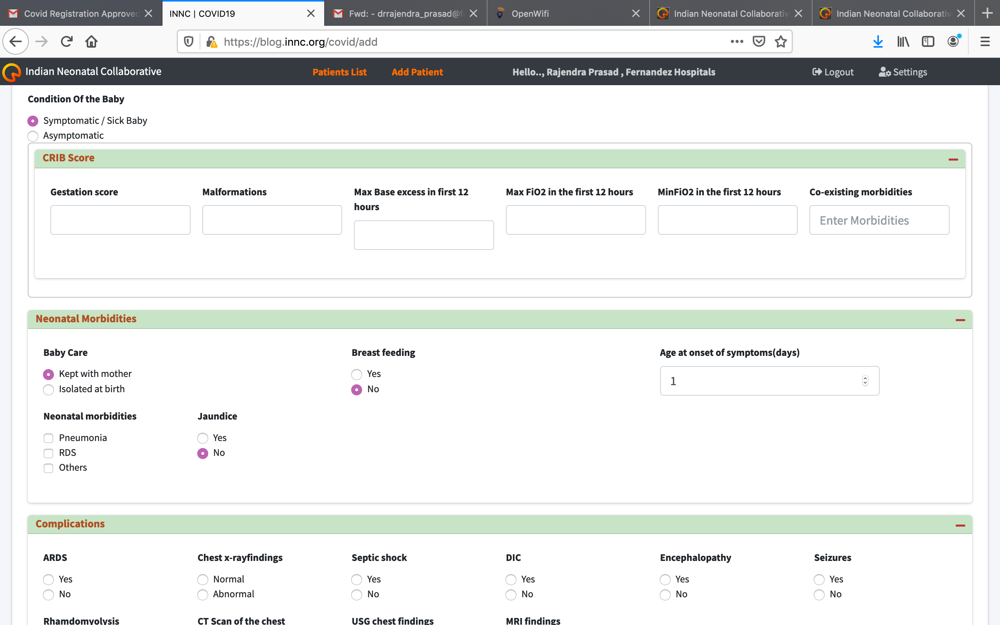 Covid Registration Approved
INNC | COVID19
Fwd: - drrajendra_prasad@f
OpenWifi
Indian Neonatal Collaborativ
Indian Neonatal Collaborativ
https://blog.innc.org/covid/add
Indian Neonatal Collaborative
Patients List
Add Patient
Hello.., Rajendra Prasad , Fernandez Hospitals
Logout
Settings
Condition Of the Baby
Symptomatic / Sick Baby
Asymptomatic
CRIB Score
Gestation score
Malformations
Max Base excess in first 12
hours
Max FiO2 in the first 12 hours
MinFiO2 in the first 12 hours
Co-existing morbidities
Enter Morbidities
Neonatal Morbidities
Baby Care
Kept with mother
Isolated at birth
Breast feeding
Yes
No
Age at onset of symptoms(days)
1
Neonatal morbidities
Pneumonia
RDS
Others
Jaundice
Yes
No
Complications
ARDS
Yes
No
Chest x-rayfindings
Normal
Abnormal
Septic shock
Yes
No
DIC
Yes
No
Encephalopathy
Yes
No
Seizures
Yes
No
Rhamdomyolysis
CT Scan of the chest
USG chest findings
MRI findings